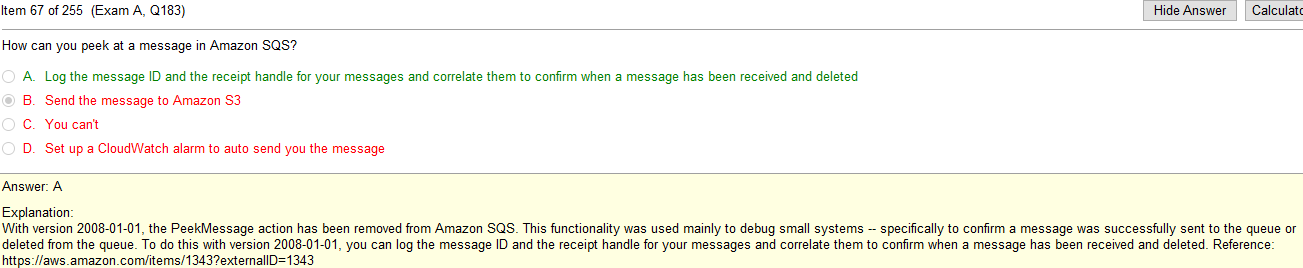 Item 67 of 255 (Exam A, Q183)
Hide Answer
How can you peek at a message in Amazon SQS?
A. Log the message ID and the receipt handle for your messages and correlate them to confirm when a message has been received and deleted
B. Send the message to Amazon S3
C. You can't
D. Set up a CloudWatch alarm to auto send you the message
Answer: A
Explanation:
With version 2008-01-01, the PeekMessage action has been removed from Amazon SQS. This functionality was used mainly to debug small systems -- specifically to confirm a message was successfully sent to the queue or
deleted from the queue. To do this with version 2008-01-01, you can log the message ID and the receipt handle for your messages and correlate them to confirm when a message has been received and deleted. Reference:
https://aws.amazon.com/items/1343?externalID=1343